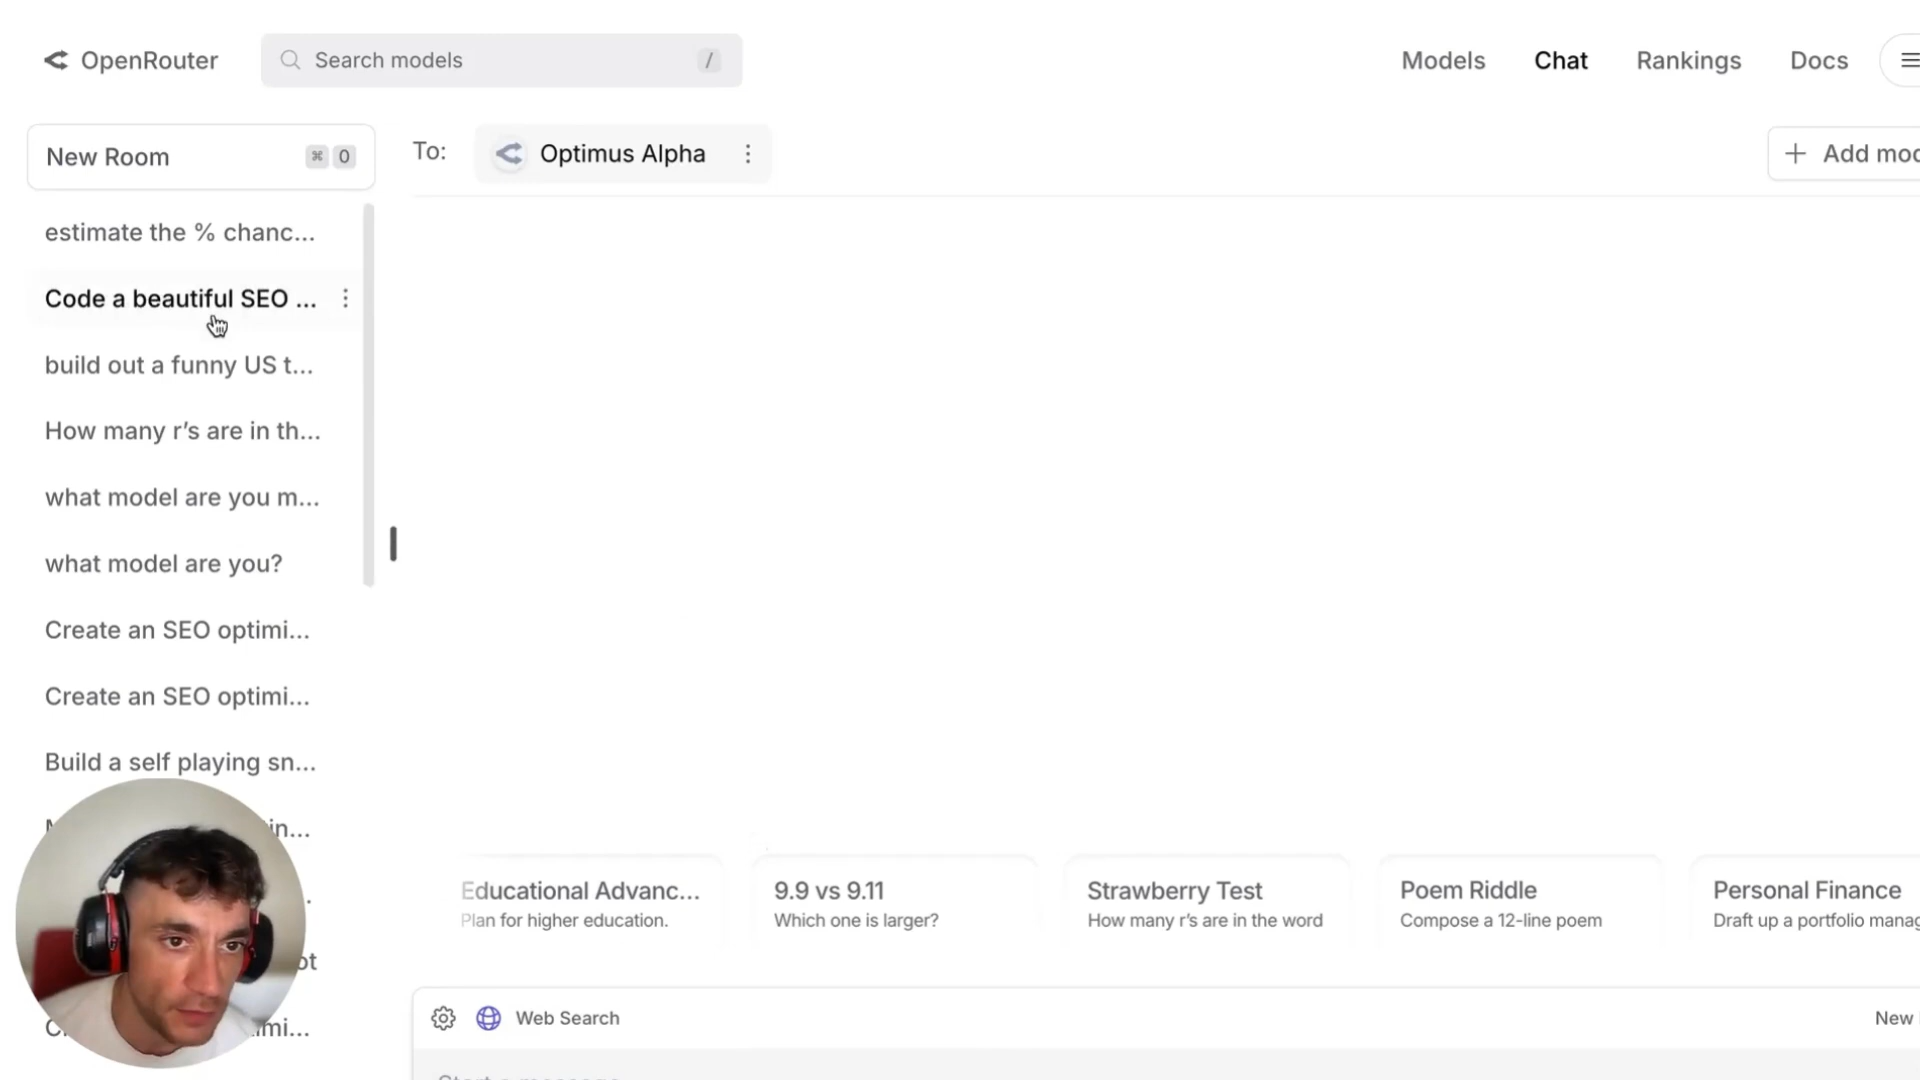 OpenRouter
Search models
/
Models
Chat
Rankings
Docs
New Room
⌘ 0
To:
Optimus Alpha
+ Add
estimate the % chanc...
Code a beautiful SEO ...
build out a funny US t...
How many r’s are in th...
what model are you m...
what model are you?
Create an SEO optimi...
Create an SEO optimi...
Build a self playing sn...
Educational Advanc...
Plan for higher education.
9.9 vs 9.11
Which one is larger?
Strawberry Test
How many r’s are in the word
Poem Riddle
Compose a 12-line poem
Personal Finance
Draft up a portfolio
Web Search
New